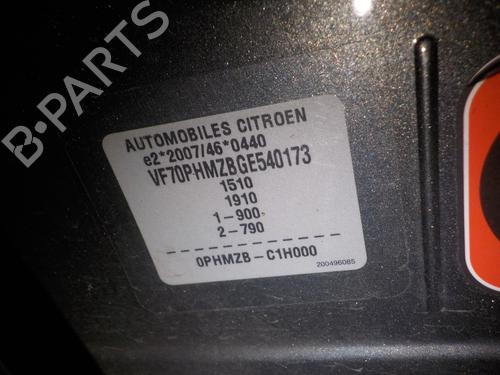 B-PARTS
AUTOMOBILES CITROEN
e2*2007/46*0440
VF70PHMZBGE540173
1510
1910
1-900
2-790
0PHMZB-C1H000
200496085